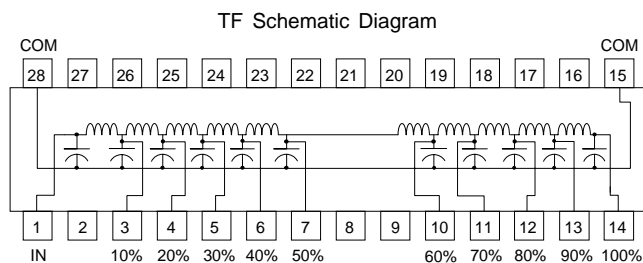 TF Schematic Diagram
COM COM
28 27 26 25 24 23 22 21 20 19 18 17 16 15
1 2 3 4 5 6 7 8 9 10 11 12 13 14
IN 10% 20% 30% 40% 50% 60% 70% 80% 90% 100%